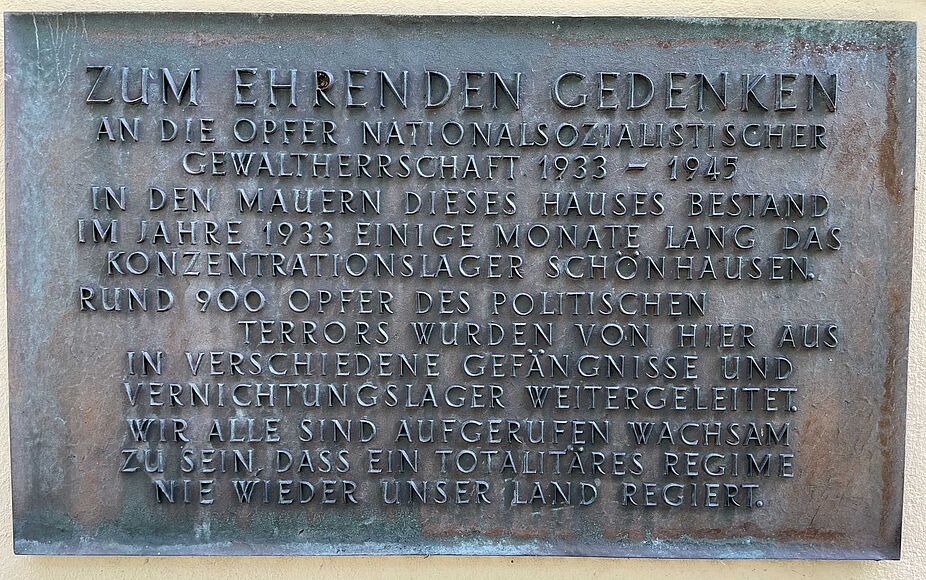 ZUM EHRENDEN GEDENKEN
AN DIE OPFER NATIONALSOZIALISTISCHER
GEWALTHERRSCHAFT 1933 – 1945
IN DEN MAUERN DIESES HAUSES BESTAND
IM JAHRE 1933 EINIGE MONATE LANG DAS
KONZENTRATIONSLAGER SCHÖNHAUSEN.
RUND 900 OPFER DES POLITISCHEN
TERRORS WURDEN VON HIER AUS
IN VERSCHIEDENE GEFÄNGNISSE UND
VERNICHTUNGSLAGER WEITERGELEITET.
WIR ALLE SIND AUFGERUFEN WACHSAM
ZU SEIN, DASS EIN TOTALITÄRES REGIME
NIE WIEDER UNSER LAND REGIERT.